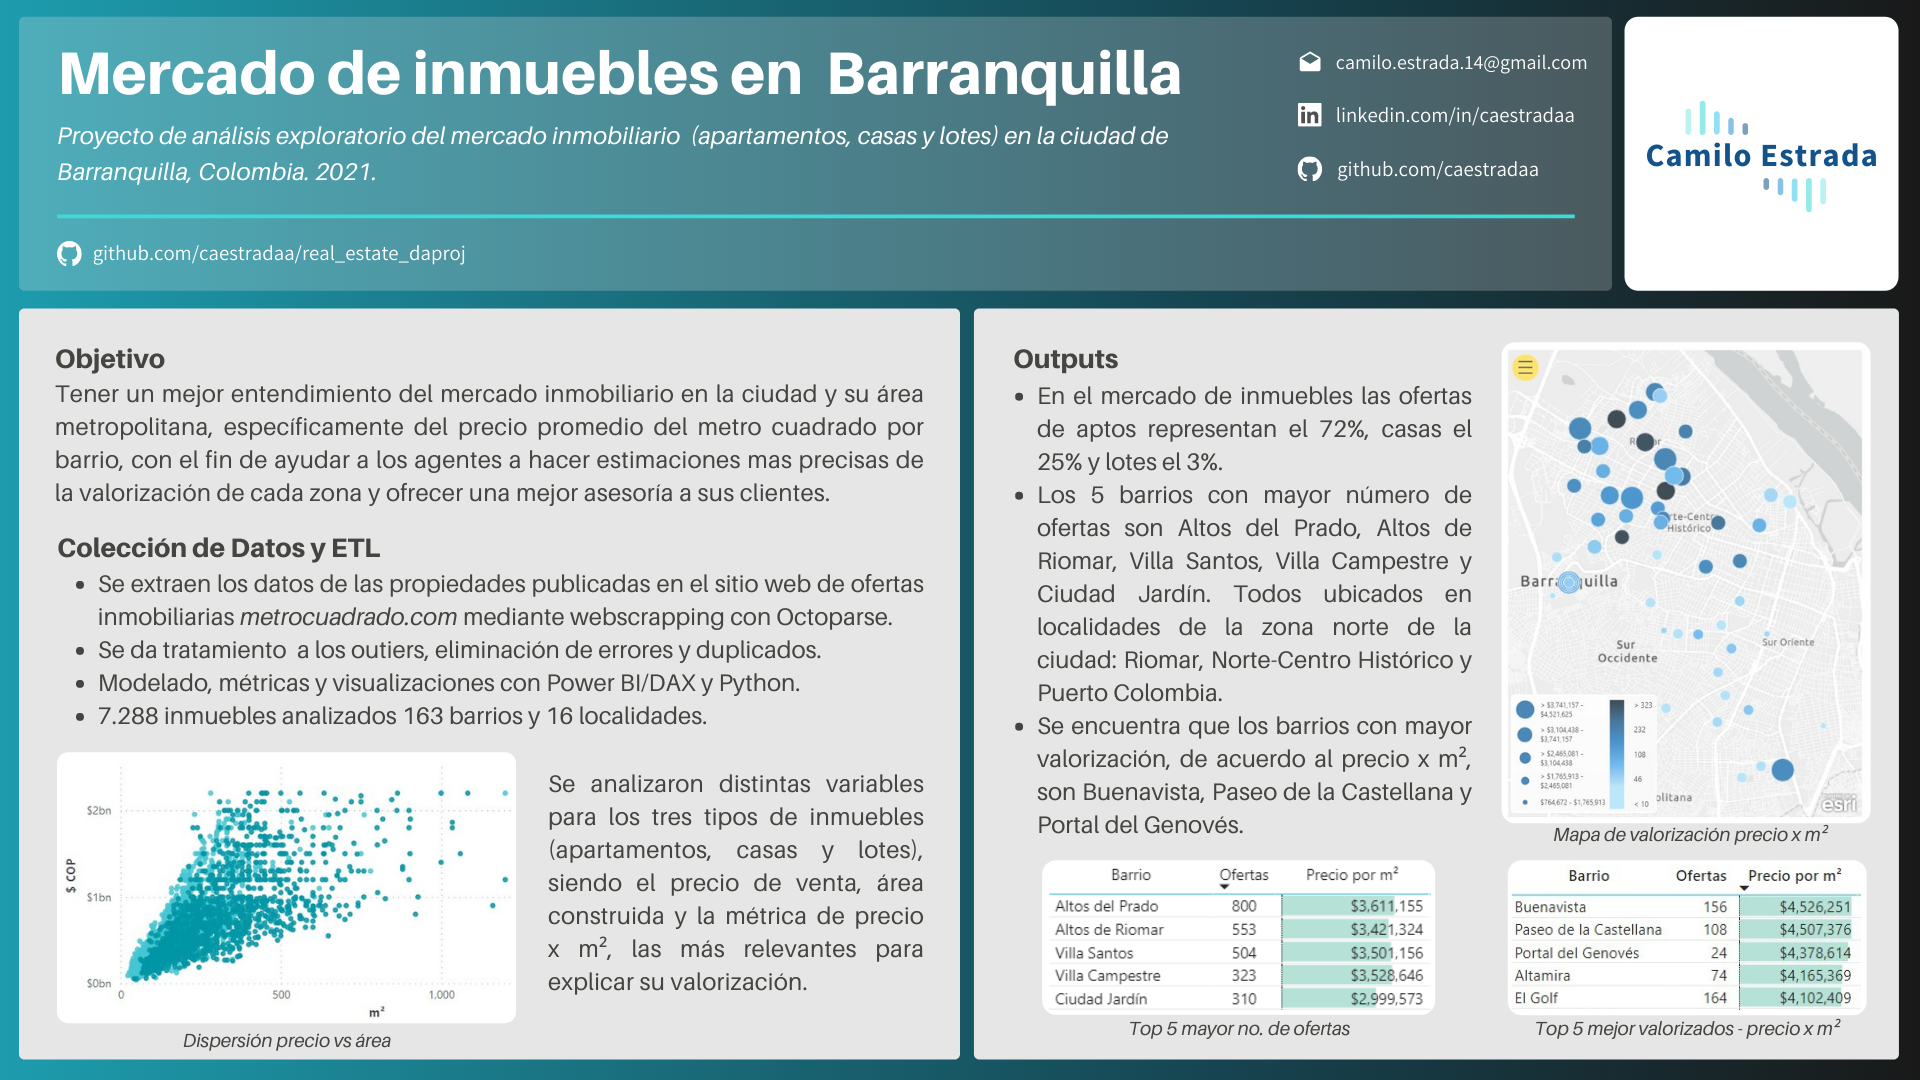 Mercado de inmuebles en Barranquilla
Proyecto de análisis exploratorio del mercado inmobiliario (apartamentos, casas y lotes) en la ciudad de
Barranquilla, Colombia. 2021.
github.com/caestradaa/real_estate_daproj
camilo.estrada.14@gmail.com
linkedin.com/in/caestradaa
github.com/caestradaa
Camilo Estrada
Objetivo
Tener un mejor entendimiento del mercado inmobiliario en la ciudad y su área
metropolitana, específicamente del precio promedio del metro cuadrado por
barrio, con el fin de ayudar a los agentes a hacer estimaciones mas precisas de
la valorización de cada zona y ofrecer una mejor asesoría a sus clientes.
Colección de Datos y ETL
• Se extraen los datos de las propiedades publicadas en el sitio web de ofertas
inmobiliarias metrocuadrado.com mediante webscrapping con Octoparse.
• Se da tratamiento a los outiers, eliminación de errores y duplicados.
• Modelado, métricas y visualizaciones con Power BI/DAX y Python.
• 7.288 inmuebles analizados 163 barrios y 16 localidades.
$2bn
$1bn
$0bn
$ COP
0 500 1,000
m²
Dispersión precio vs área
Se analizaron distintas variables
para los tres tipos de inmuebles
(apartamentos, casas y lotes),
siendo el precio de venta, área
construida y la métrica de precio
x m², las más relevantes para
explicar su valorización.
Outputs
• En el mercado de inmuebles las ofertas
de aptos representan el 72%, casas el
25% y lotes el 3%.
• Los 5 barrios con mayor número de
ofertas son Altos del Prado, Altos de
Riomar, Villa Santos, Villa Campestre y
Ciudad Jardín. Todos ubicados en
localidades de la zona norte de la
ciudad: Riomar, Norte-Centro Histórico y
Puerto Colombia.
• Se encuentra que los barrios con mayor
valorización, de acuerdo al precio x m²,
son Buenavista, Paseo de la Castellana y
Portal del Genovés.
Histórico
Sur
Occidente
Sur Oriente
> $3,741,157 -
$4,521,625
> $3,104,438 -
$3,741,157
> $2,465,081 -
$3,104,438
> $1,765,913 -
$2,465,081
$764,672 - $1,765,913
> 323
232
108
46
< 10
esri
Mapa de valorización precio x m²
Barrio Ofertas Precio por m²
Altos del Prado 800 $3,611,155
Altos de Riomar 553 $3,421,324
Villa Santos 504 $3,501,156
Villa Campestre 323 $3,528,646
Ciudad Jardín 310 $2,999,573
Top 5 mayor no. de ofertas
Barrio Ofertas Precio por m²
Buenavista 156 $4,526,251
Paseo de la Castellana 108 $4,507,376
Portal del Genovés 24 $4,378,614
Altamira 74 $4,165,369
El Golf 164 $4,102,409
Top 5 mejor valorizados - precio x m²